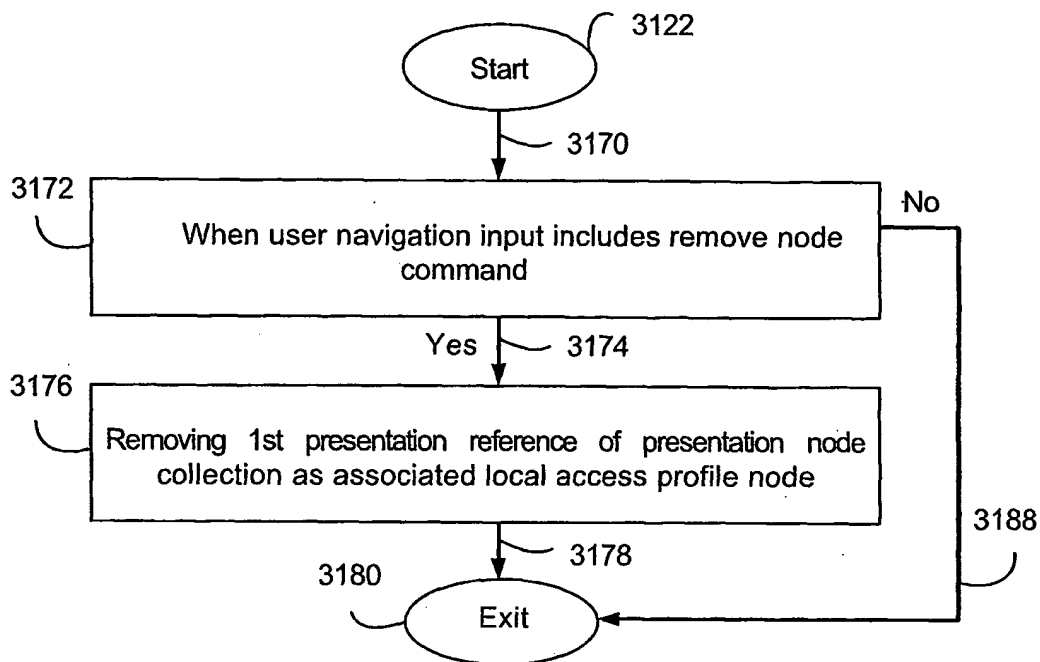 3122
Start
3170
3172
No
When user navigation input includes remove node
command
Yes
3174
3176
Removing 1st presentation reference of presentation node
collection as associated local access profile node
3178
3188
3180
Exit